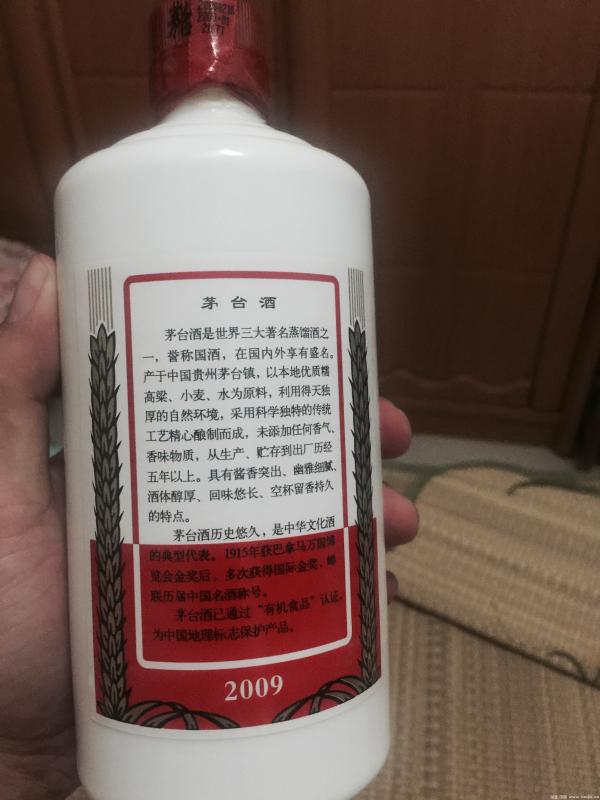 茅台酒
茅台酒是世界三大著名蒸馏酒之
一，誉称国酒，在国内外享有盛名。
产于中国贵州茅台镇，以本地优质糯
高粱、小麦、水为原料，利用得天独
厚的自然环境，采用科学独特的传统
工艺精心酿制而成，未添加任何香气、
香味物质，从生产、贮存到出厂历经
五年以上。具有酱香突出、幽雅细腻、
酒体醇厚、回味悠长、空杯留香持久
的特点。
茅台酒历史悠久，是中华文化酒
的典型代表。1915年获巴拿马万国博
览会金奖后，多次获得国际金奖，蝉
联历届中国名酒称号。
茅台酒已通过“有机食品”认证，
为中国地理标志保护产品。
2009